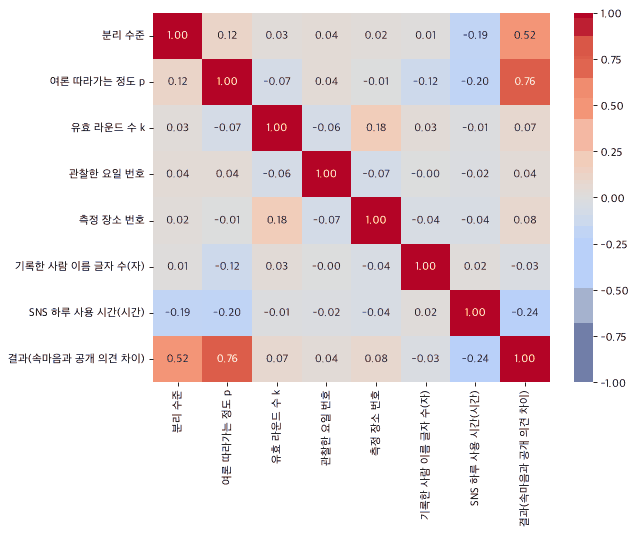 분리 수준 1.00 0.12 0.03 0.04 0.02 0.01 −0.19 0.52
여론 따라가는 정도 p 0.12 1.00 −0.07 0.04 −0.01 −0.12 −0.20 0.76
유효 라운드 수 k 0.03 −0.07 1.00 −0.06 0.18 0.03 −0.01 0.07
관찰한 요일 번호 0.04 0.04 −0.06 1.00 −0.07 −0.00 −0.02 0.04
측정 장소 번호 0.02 −0.01 0.18 −0.07 1.00 −0.04 −0.04 0.08
기록한 사람 이름 글자 수(자) 0.01 −0.12 0.03 −0.00 −0.04 1.00 0.02 −0.03
SNS 하루 사용 시간(시간) −0.19 −0.20 −0.01 −0.02 −0.04 0.02 1.00 −0.24
결과(속마음과 공개 의견 차이) 0.52 0.76 0.07 0.04 0.08 −0.03 −0.24 1.00
분리 수준
여론 따라가는 정도 p
유효 라운드 수 k
관찰한 요일 번호
측정 장소 번호
기록한 사람 이름 글자 수(자)
SNS 하루 사용 시간(시간)
결과(속마음과 공개 의견 차이)
1.00
0.75
0.50
0.25
0.00
−0.25
−0.50
−0.75
−1.00